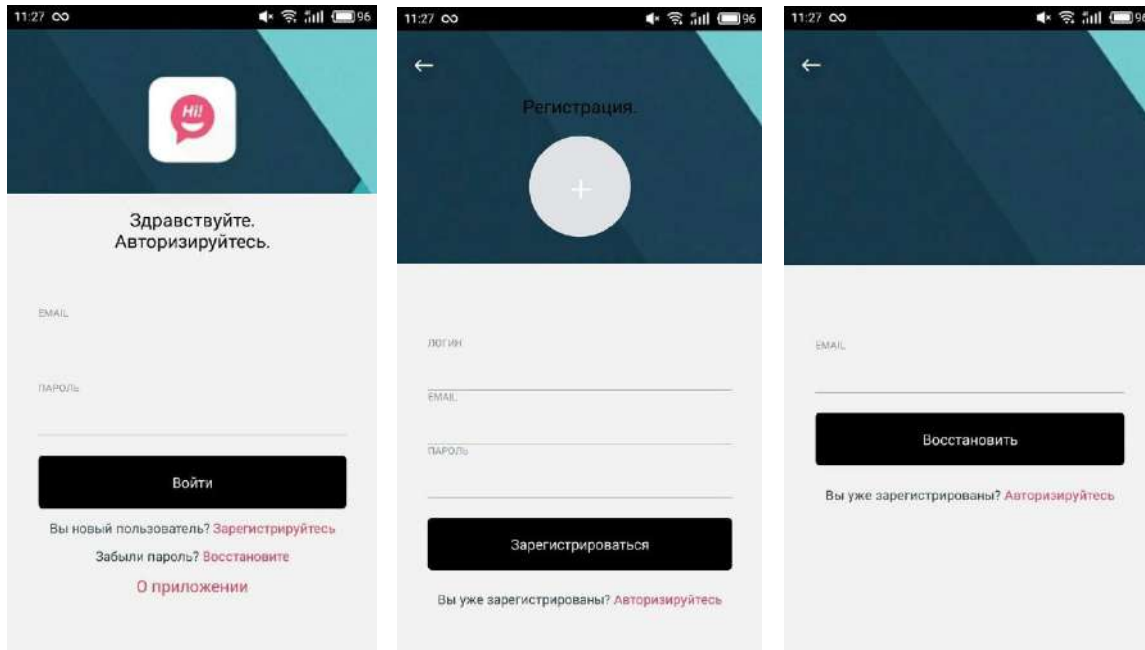 11:27
96
Hi!
Здравствуйте.
Авторизируйтесь.
EMAIL
ПАРОЛЬ
Войти
Вы новый пользователь? Зарегистрируйтесь
Забыли пароль? Восстановите
О приложении
11:27
96
Регистрация.
+
ЛОГИН
EMAIL
ПАРОЛЬ
Зарегистрироваться
Вы уже зарегистрированы? Авторизируйтесь
11:27
96
EMAIL
Восстановить
Вы уже зарегистрированы? Авторизируйтесь